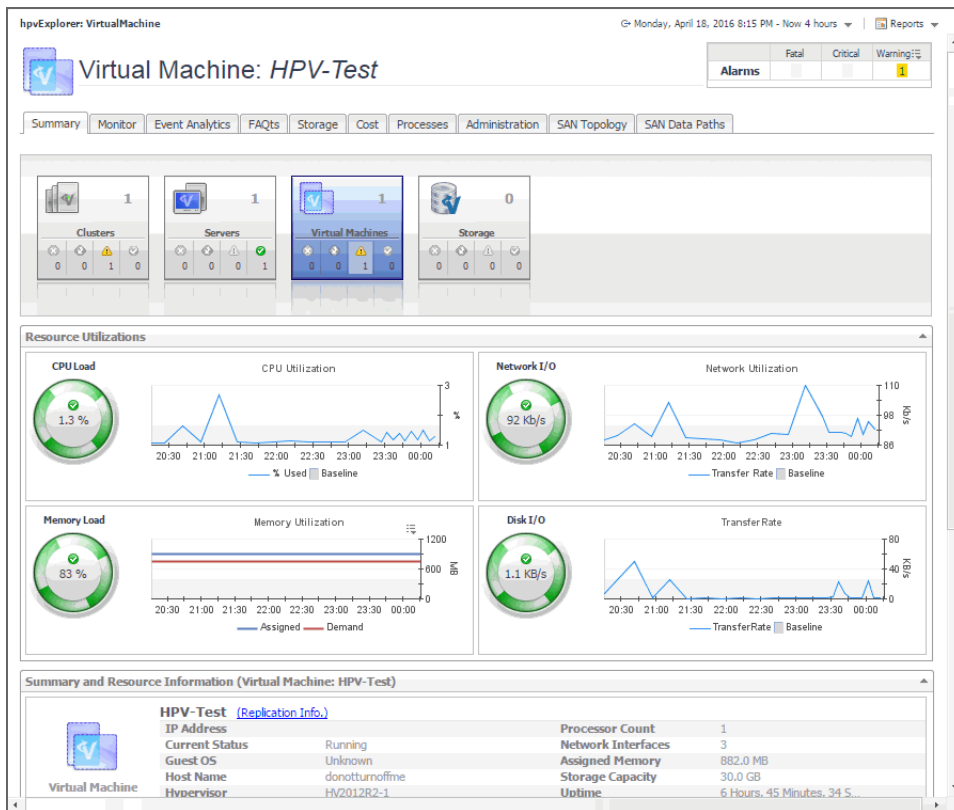 hpvExplorer: VirtualMachine
Monday, April 18, 2016 8:15 PM - Now 4 hours
Reports
Virtual Machine: HPV-Test
Fatal Critical Warning
Alarms 1
Summary Monitor Event Analytics FAQts Storage Cost Processes Administration SAN Topology SAN Data Paths
1 1 1 0
Clusters Servers Virtual Machines Storage
0 0 1 0 0 0 0 1 0 0 1 0 0 0 0 0
Resource Utilizations
CPU Load
CPU Utilization
1.3 %
3
%
1
20:30 21:00 21:30 22:00 22:30 23:00 23:30 00:00
% Used Baseline
Network I/O
Network Utilization
92 Kb/s
110
98
86
Kb/s
20:30 21:00 21:30 22:00 22:30 23:00 23:30 00:00
Transfer Rate Baseline
Memory Load
Memory Utilization
83 %
1200
600
0
MB
20:30 21:00 21:30 22:00 22:30 23:00 23:30 00:00
Assigned Demand
Disk I/O
TransferRate
1.1 KB/s
80
40
0
KB/s
20:30 21:00 21:30 22:00 22:30 23:00 23:30 00:00
TransferRate Baseline
Summary and Resource Information (Virtual Machine: HPV-Test)
Virtual Machine
HPV-Test (Replication Info.)
IP Address Processor Count 1
Current Status Running Network Interfaces 3
Guest OS Unknown Assigned Memory 882.0 MB
Host Name donotturnoffme Storage Capacity 30.0 GB
Hypervisor HV2012R2-1 Uptime 6 Hours, 45 Minutes, 34 S...